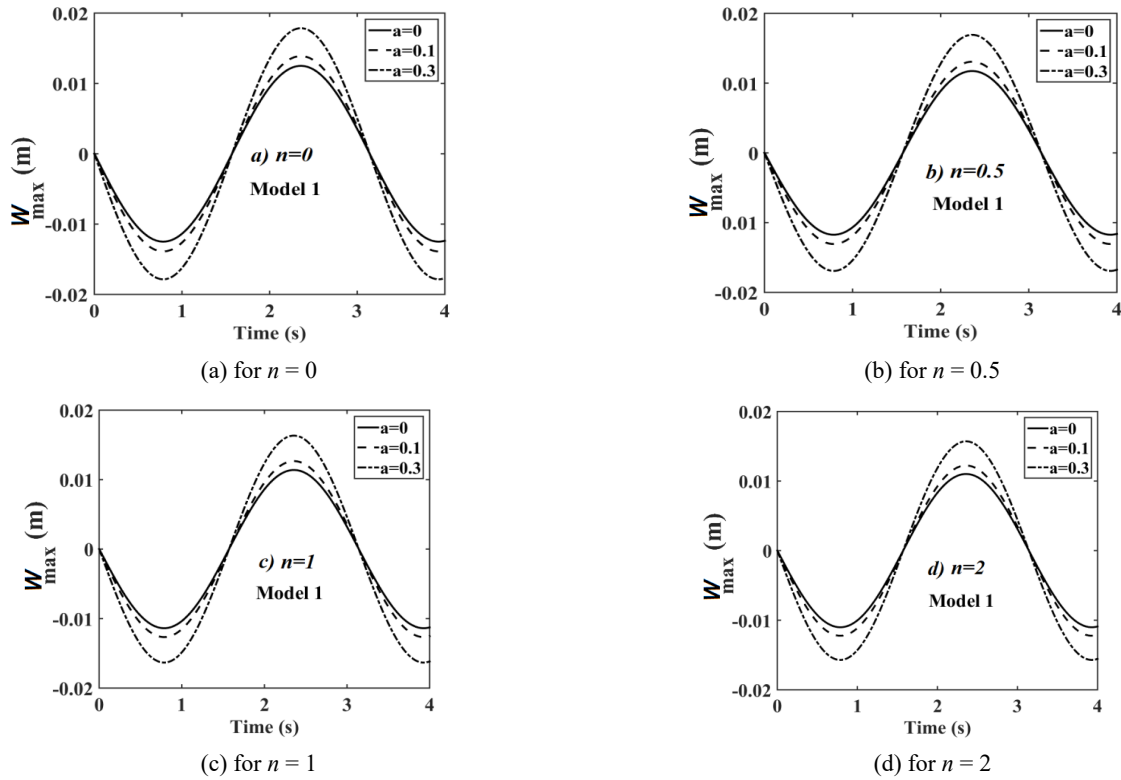 0.02
0.01
0
-0.01
-0.02
W max (m)
a=0
a=0.1
a=0.3
a) n=0
Model 1
0 1 2 3 4
Time (s)
(a) for n = 0
0.02
0.01
0
-0.01
-0.02
W max (m)
a=0
a=0.1
a=0.3
b) n=0.5
Model 1
0 1 2 3 4
Time (s)
(b) for n = 0.5
0.02
0.01
0
-0.01
-0.02
W max (m)
a=0
a=0.1
a=0.3
c) n=1
Model 1
0 1 2 3 4
Time (s)
(c) for n = 1
0.02
0.01
0
-0.01
-0.02
W max (m)
a=0
a=0.1
a=0.3
d) n=2
Model 1
0 1 2 3 4
Time (s)
(d) for n = 2